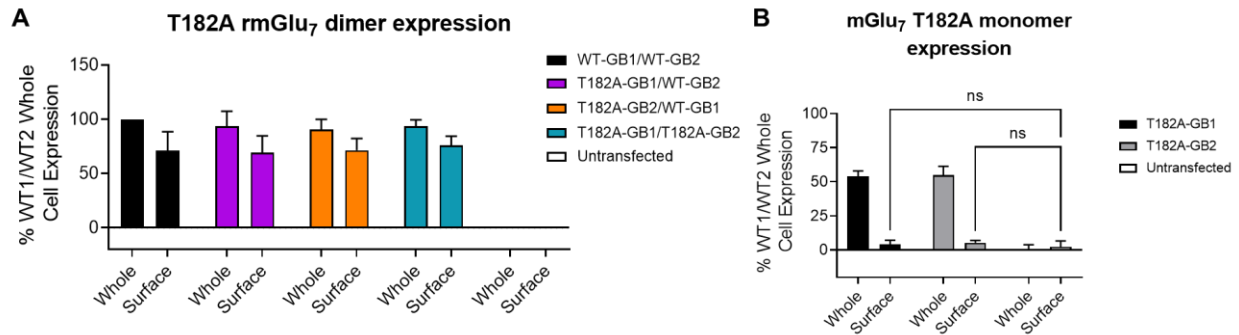 A
T182A rmGlu₇ dimer expression
% WT1/WT2 Whole
Cell Expression
150
100
50
0
Whole
Surface
Whole
Surface
Whole
Surface
Whole
Surface
Whole
Surface
WT-GB1/WT-GB2
T182A-GB1/WT-GB2
T182A-GB2/WT-GB1
T182A-GB1/T182A-GB2
Untransfected
B
mGlu₇ T182A monomer
expression
% WT1/WT2 Whole
Cell Expression
100
75
50
25
0
ns
ns
Whole
Surface
Whole
Surface
Whole
Surface
T182A-GB1
T182A-GB2
Untransfected